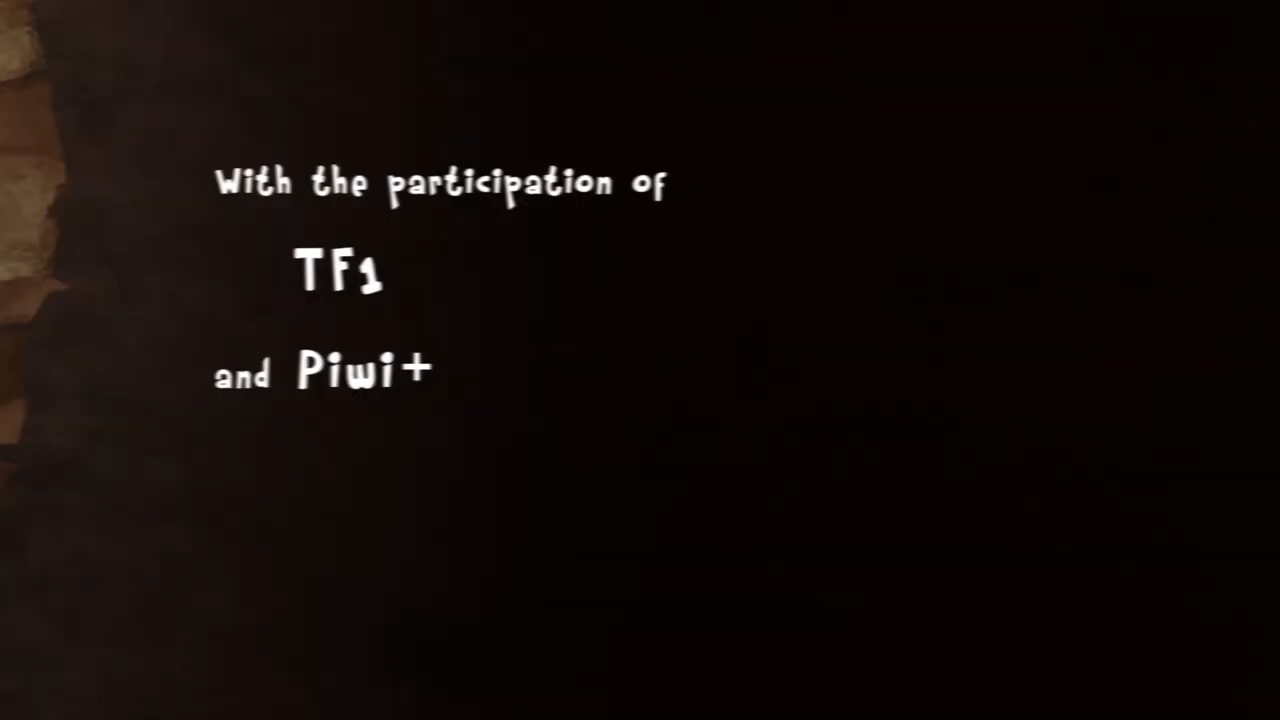 With the participation of
TF1
and Piwi+